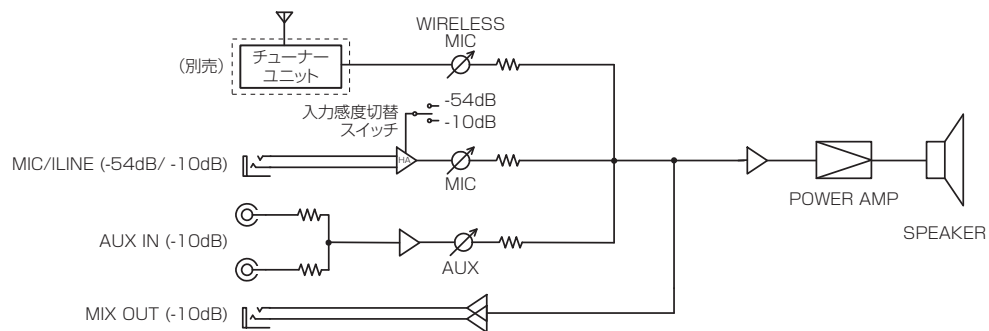 WIRELESS
MIC
(別売)
チューナー
ユニット
入力感度切替
スイッチ
-54dB
-10dB
MIC/ILINE (-54dB/ -10dB)
HA
MIC
POWER AMP
SPEAKER
AUX IN (-10dB)
AUX
MIX OUT (-10dB)